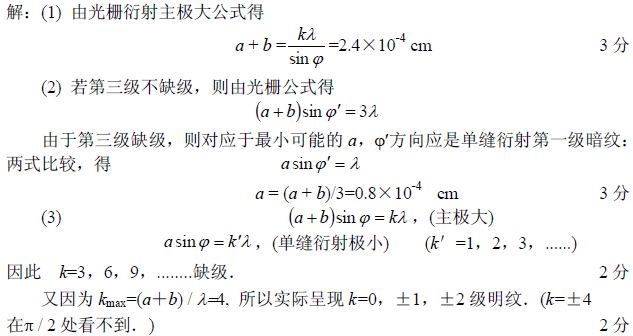 解：(1) 由光栅衍射主极大公式得
a + b = kλ / sin φ =2.4×10⁻⁴ cm 3 分
(2) 若第三级不缺级，则由光栅公式得
(a+b)sin φ′ = 3λ
由于第三级缺级，则对应于最小可能的 a，φ′方向应是单缝衍射第一级暗纹：
两式比较，得 a sin φ′ = λ
a = (a + b)/3=0.8×10⁻⁴ cm 3 分
(3) (a+b)sin φ = kλ，(主极大)
a sin φ = k′λ，(单缝衍射极小) (k′ =1，2，3，......)
因此 k=3，6，9，........缺级． 2 分
又因为 kmax=(a＋b) / λ=4, 所以实际呈现 k=0，±1，±2 级明纹．(k=±4
在π / 2 处看不到．) 2 分